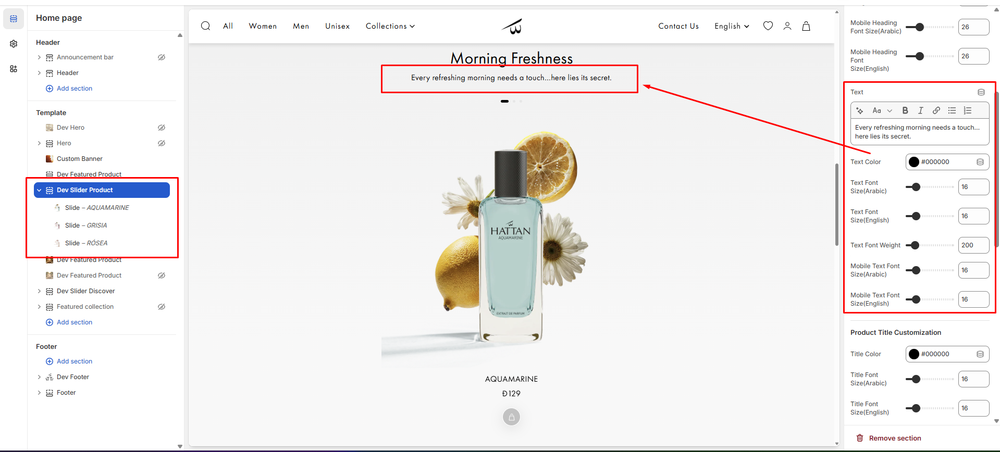 Home page
Header
Announcement bar
Header
Add section
Template
Dev Hero
Hero
Custom Banner
Dev Featured Product
Dev Slider Product
Slide – AQUAMARINE
Slide – GRISIA
Slide – RÓSEA
Dev Featured Product
Dev Featured Product
Dev Slider Discover
Featured collection
Add section
Footer
Add section
Dev Footer
Footer
All Women Men Unisex Collections
Contact Us English
Morning Freshness
Every refreshing morning needs a touch...here lies its secret.
HATTAN
AQUAMARINE
EXTRAIT DE PARFUM
AQUAMARINE
Đ129
Mobile Heading
Font Size(Arabic)
26
Mobile Heading
Font
Size(English)
26
Text
Aa B I
Every refreshing morning needs a touch...
here lies its secret.
Text Color
#000000
Text Font
Size(Arabic)
16
Text Font
Size(English)
16
Text Font Weight
200
Mobile Text Font
Size(Arabic)
16
Mobile Text Font
Size(English)
16
Product Title Customization
Title Color
#000000
Title Font
Size(Arabic)
16
Title Font
Size(English)
16
Remove section